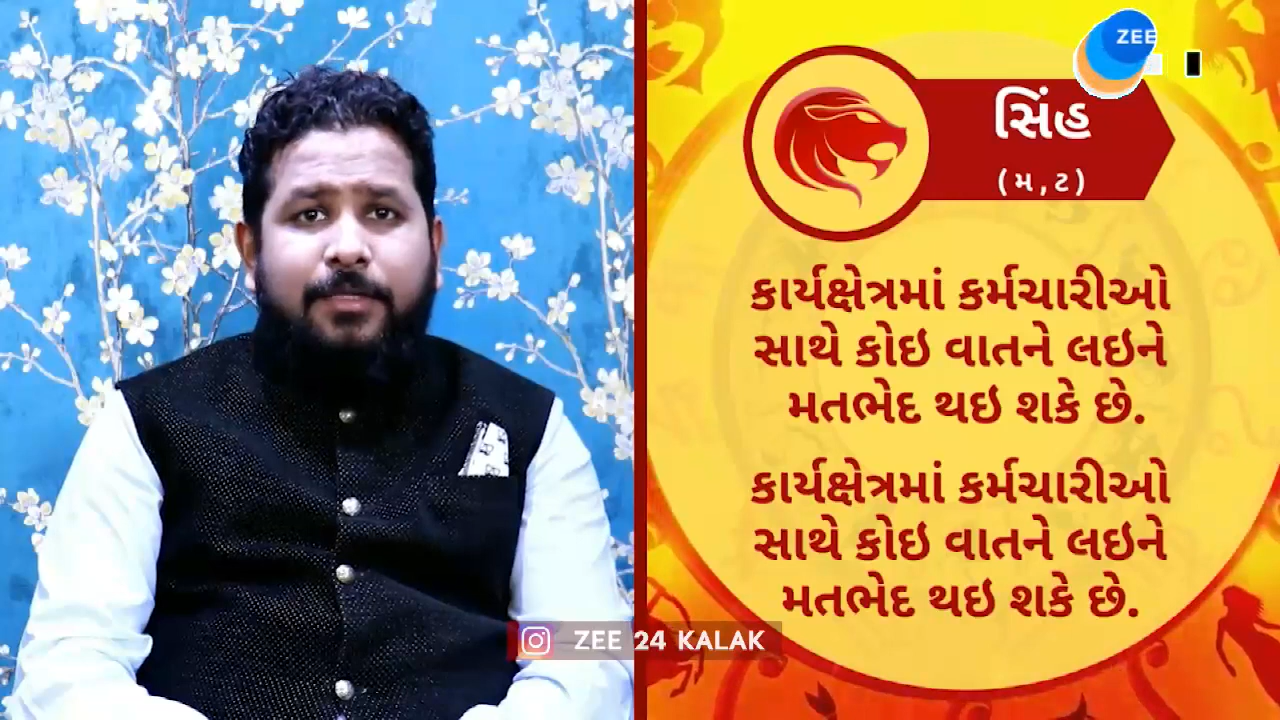 ZEE
સિંહ
( મ , ટ )
કાર્યક્ષેત્રમાં કર્મચારીઓ
સાથે કોઇ વાતને લઇને
મતભેદ થઇ શકે છે.
કાર્યક્ષેત્રમાં કર્મચારીઓ
સાથે કોઇ વાતને લઇને
મતભેદ થઇ શકે છે.
ZEE 24 KALAK